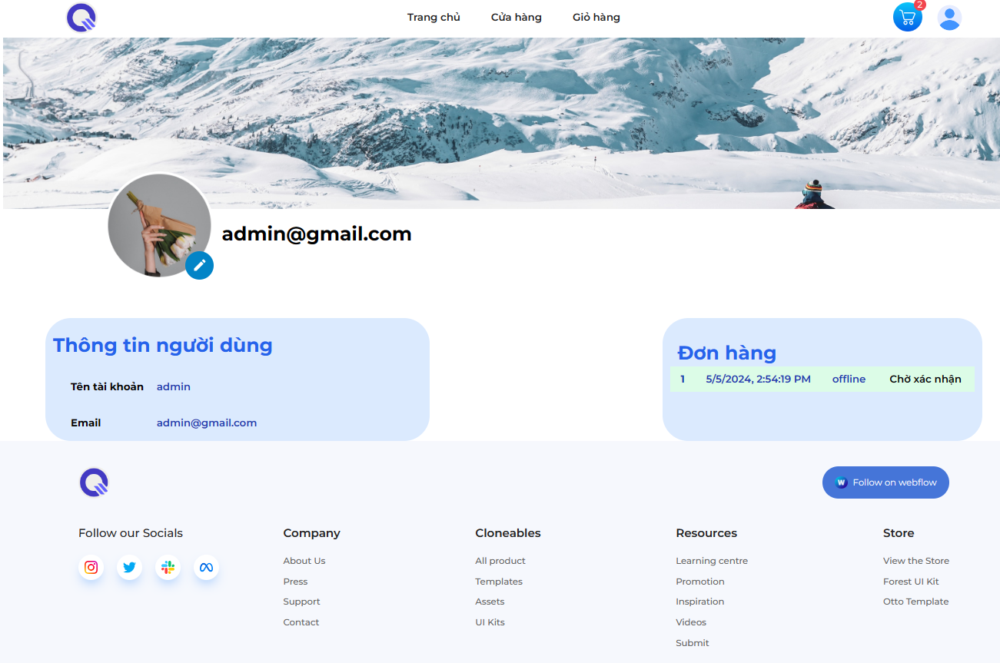 Trang chủ Cửa hàng Giỏ hàng 2
admin@gmail.com
Thông tin người dùng
Tên tài khoản admin
Email admin@gmail.com
Đơn hàng
1 5/5/2024, 2:54:19 PM offline Chờ xác nhận
W Follow on webflow
Follow our Socials
Company
About Us
Press
Support
Contact
Cloneables
All product
Templates
Assets
UI Kits
Resources
Learning centre
Promotion
Inspiration
Videos
Submit
Store
View the Store
Forest UI Kit
Otto Template